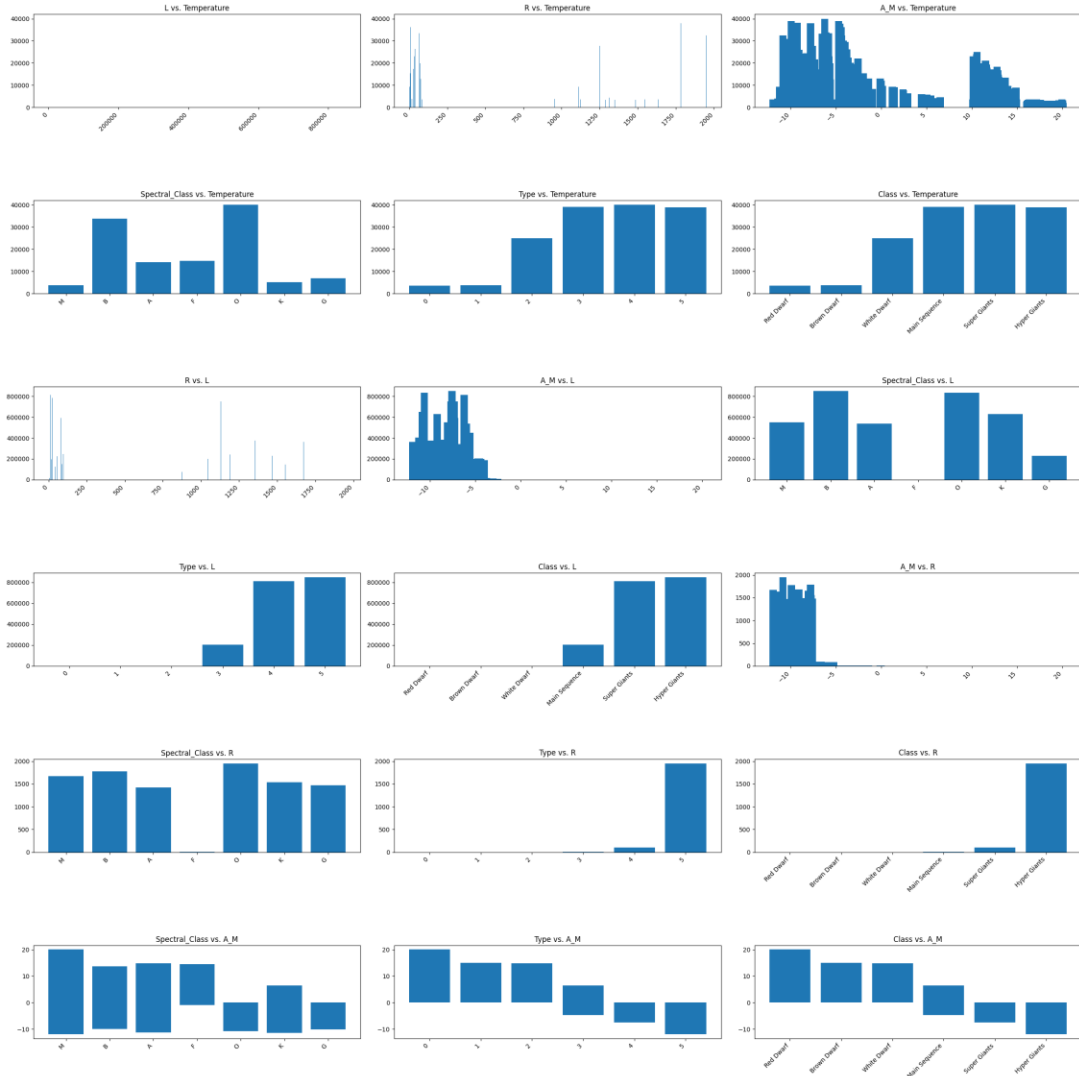 L vs. Temperature
40000
30000
20000
10000
0
0
200000
400000
600000
800000
R vs. Temperature
40000
30000
20000
10000
0
0
250
500
750
1000
1250
1500
1750
2000
A_M vs. Temperature
40000
30000
20000
10000
0
−10
−5
0
5
10
15
20
Spectral_Class vs. Temperature
40000
30000
20000
10000
0
M
B
A
F
O
K
G
Type vs. Temperature
40000
30000
20000
10000
0
0
1
2
3
4
5
Class vs. Temperature
40000
30000
20000
10000
0
Red Dwarf
Brown Dwarf
White Dwarf
Main Sequence
Super Giants
Hyper Giants
R vs. L
800000
600000
400000
200000
0
0
250
500
750
1000
1250
1500
1750
2000
A_M vs. L
800000
600000
400000
200000
0
−10
−5
0
5
10
15
20
Spectral_Class vs. L
800000
600000
400000
200000
0
M
B
A
F
O
K
G
Type vs. L
800000
600000
400000
200000
0
0
1
2
3
4
5
Class vs. L
800000
600000
400000
200000
0
Red Dwarf
Brown Dwarf
White Dwarf
Main Sequence
Super Giants
Hyper Giants
A_M vs. R
2000
1500
1000
500
0
−10
−5
0
5
10
15
20
Spectral_Class vs. R
2000
1500
1000
500
0
M
B
A
F
O
K
G
Type vs. R
2000
1500
1000
500
0
0
1
2
3
4
5
Class vs. R
2000
1500
1000
500
0
Red Dwarf
Brown Dwarf
White Dwarf
Main Sequence
Super Giants
Hyper Giants
Spectral_Class vs. A_M
20
10
0
−10
M
B
A
F
O
K
G
Type vs. A_M
20
10
0
−10
0
1
2
3
4
5
Class vs. A_M
20
10
0
−10
Red Dwarf
Brown Dwarf
White Dwarf
Main Sequence
Super Giants
Hyper Giants